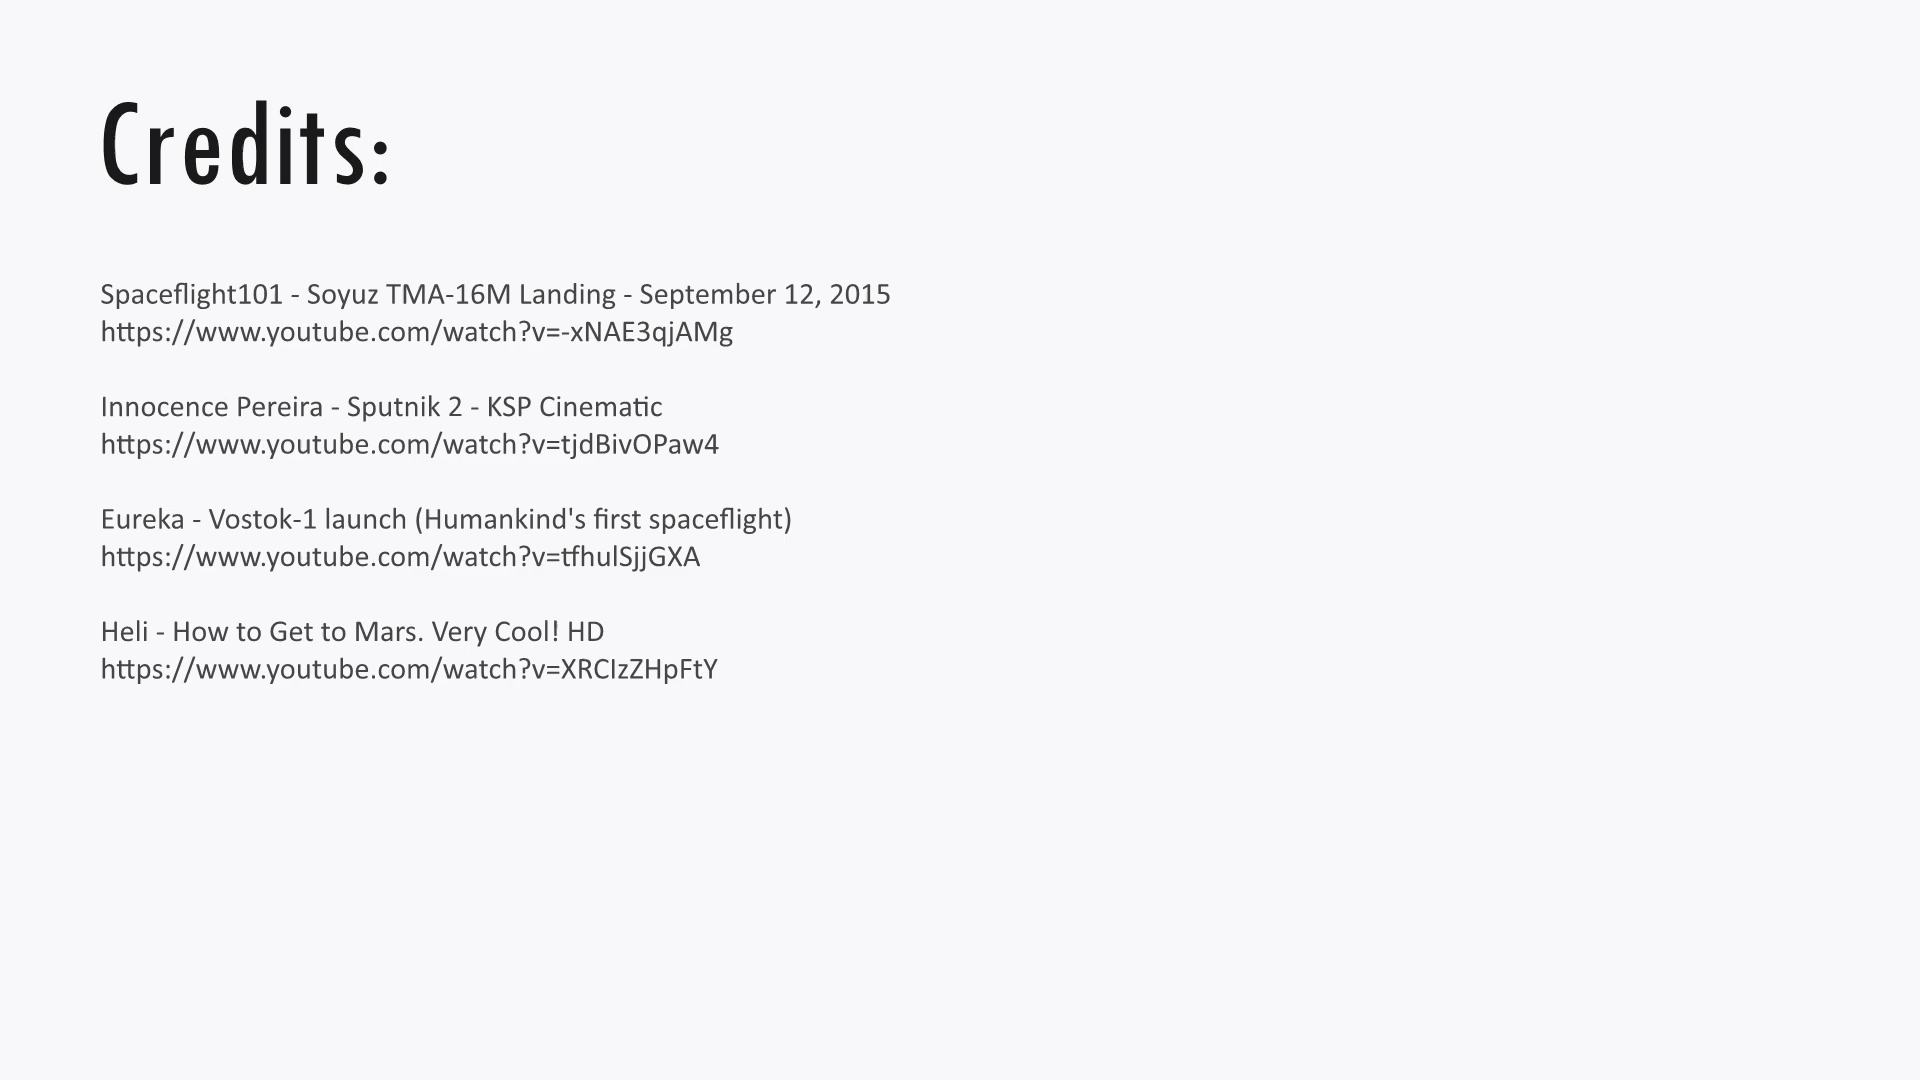 Credits:
Spaceflight101 - Soyuz TMA-16M Landing - September 12, 2015
https://www.youtube.com/watch?v=-xNAE3qjAMg
Innocence Pereira - Sputnik 2 - KSP Cinematic
https://www.youtube.com/watch?v=tjdBivOPaw4
Eureka - Vostok-1 launch (Humankind's first spaceflight)
https://www.youtube.com/watch?v=tfhulSjjGXA
Heli - How to Get to Mars. Very Cool! HD
https://www.youtube.com/watch?v=XRCIzZHpFtY